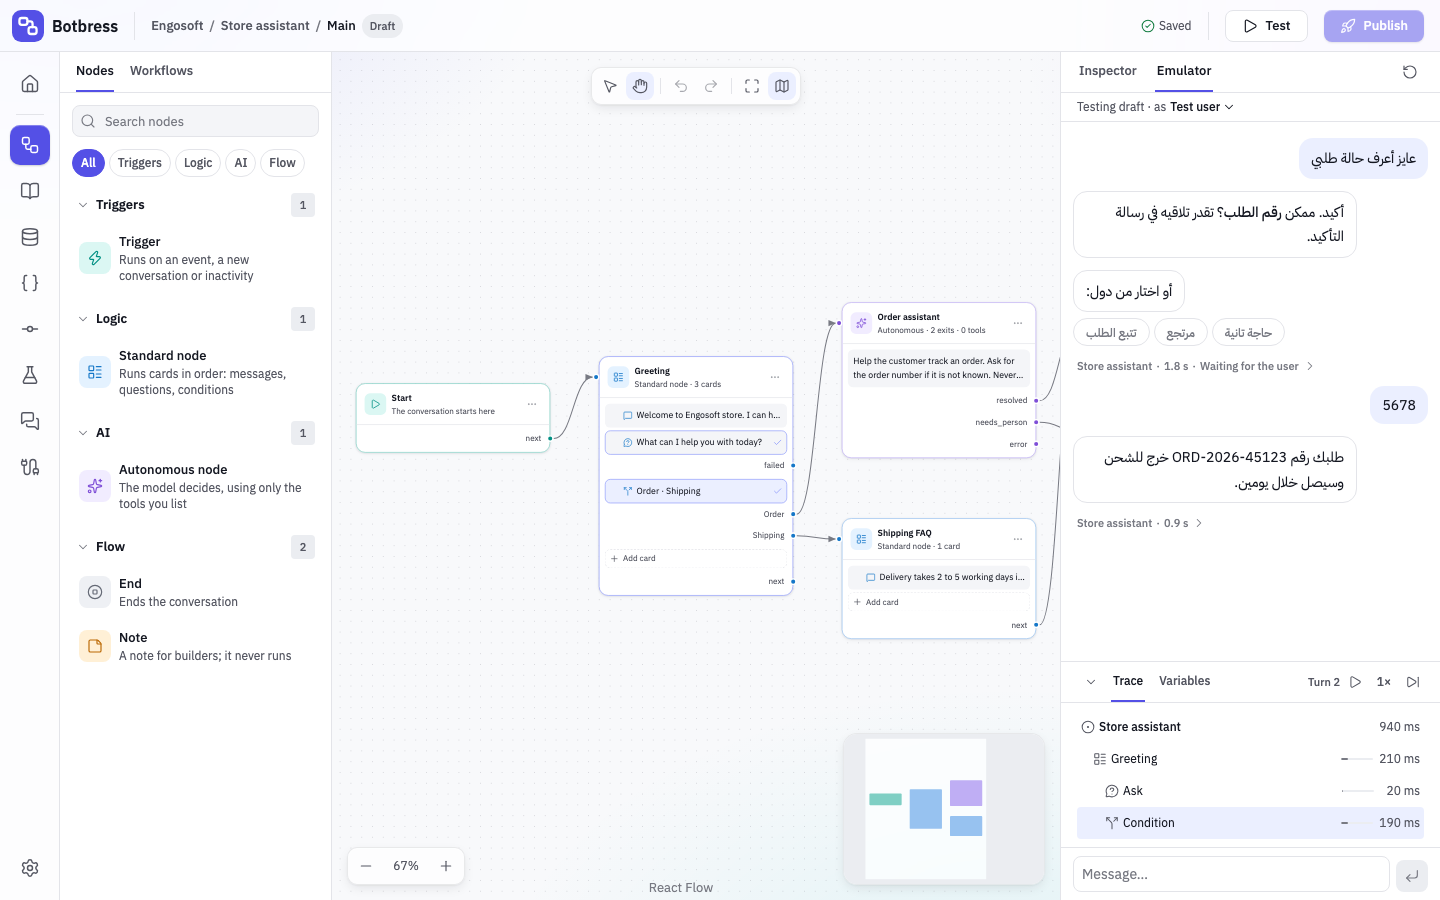 Botbress
Engosoft / Store assistant / Main Draft
Saved
Test
Publish
Nodes
Workflows
Search nodes
All
Triggers
Logic
AI
Flow
Triggers 1
Trigger
Runs on an event, a new
conversation or inactivity
Logic 1
Standard node
Runs cards in order: messages,
questions, conditions
AI 1
Autonomous node
The model decides, using only the
tools you list
Flow 2
End
Ends the conversation
Note
A note for builders; it never runs
Start
The conversation starts here
next
Greeting
Standard node · 3 cards
Welcome to Engosoft store. I can h...
What can I help you with today?
failed
Order · Shipping
Order
Shipping
Add card
next
Order assistant
Autonomous · 2 exits · 0 tools
Help the customer track an order. Ask for
the order number if it is not known. Never...
resolved
needs_person
error
Shipping FAQ
Standard node · 1 card
Delivery takes 2 to 5 working days i...
Add card
next
67%
React Flow
Inspector
Emulator
Testing draft · as Test user
عايز أعرف حالة طلبي
أكيد. ممكن رقم الطلب؟ تقدر تلاقيه في رسالة
التأكيد.
أو اختار من دول:
تتبع الطلب
مرتجع
حاجة تانية
Store assistant · 1.8 s · Waiting for the user
5678
طلبك رقم ORD-2026-45123 خرج للشحن
وسيصل خلال يومين.
Store assistant · 0.9 s
Trace
Variables
Turn 2
1×
Store assistant 940 ms
Greeting 210 ms
Ask 20 ms
Condition 190 ms
Message...